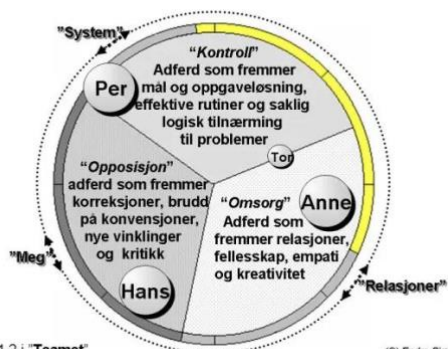 "System"
"Kontroll"
Adferd som fremmer
mål og oppgaveløsning,
effektive rutiner og saklig
logisk tilnærming
til problemer
Per
Tor
"Opposisjon"
adferd som fremmer
korreksjoner, brudd
på konvensjoner,
nye vinklinger
og kritikk
"Omsorg"
Anne
Adferd som
fremmer relasjoner,
fellesskap, empati
og kreativitet
"Meg"
Hans
"Relasjoner"
"Teamet"